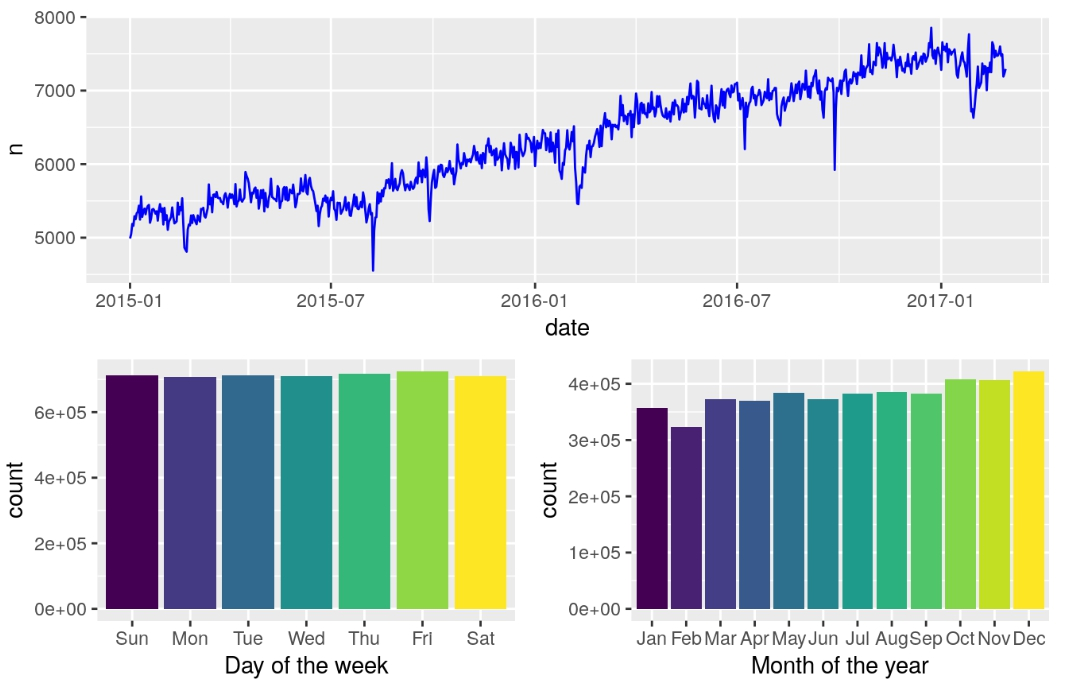 8000
7000
6000
5000
n
2015-01 2015-07 2016-01 2016-07 2017-01
date
6e+05
4e+05
2e+05
0e+00
count
Sun Mon Tue Wed Thu Fri Sat
Day of the week
4e+05
3e+05
2e+05
1e+05
0e+00
count
Jan Feb Mar Apr May Jun Jul Aug Sep Oct Nov Dec
Month of the year